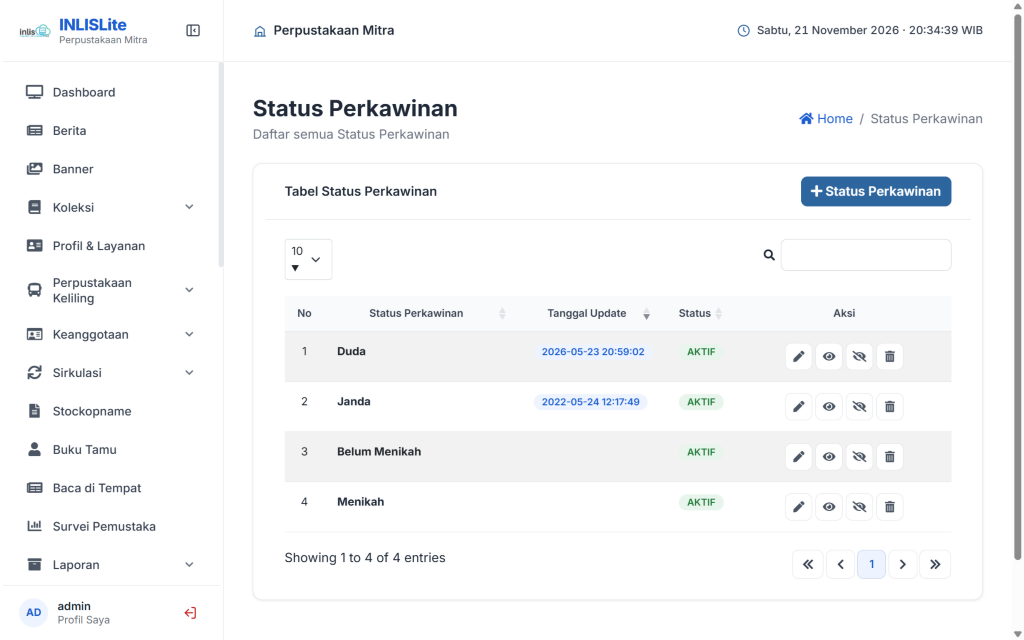 inlis
INLISLite
Perpustakaan Mitra
Perpustakaan Mitra
Sabtu, 21 November 2026 · 20:34:39 WIB
Dashboard
Berita
Banner
Koleksi
Profil & Layanan
Perpustakaan
Keliling
Keanggotaan
Sirkulasi
Stockopname
Buku Tamu
Baca di Tempat
Survei Pemustaka
Laporan
AD
admin
Profil Saya
Status Perkawinan
Daftar semua Status Perkawinan
Home / Status Perkawinan
Tabel Status Perkawinan
Status Perkawinan
10
No Status Perkawinan Tanggal Update Status Aksi
1 Duda 2026-05-23 20:59:02 AKTIF
2 Janda 2022-05-24 12:17:49 AKTIF
3 Belum Menikah AKTIF
4 Menikah AKTIF
Showing 1 to 4 of 4 entries
« ‹ 1 › »